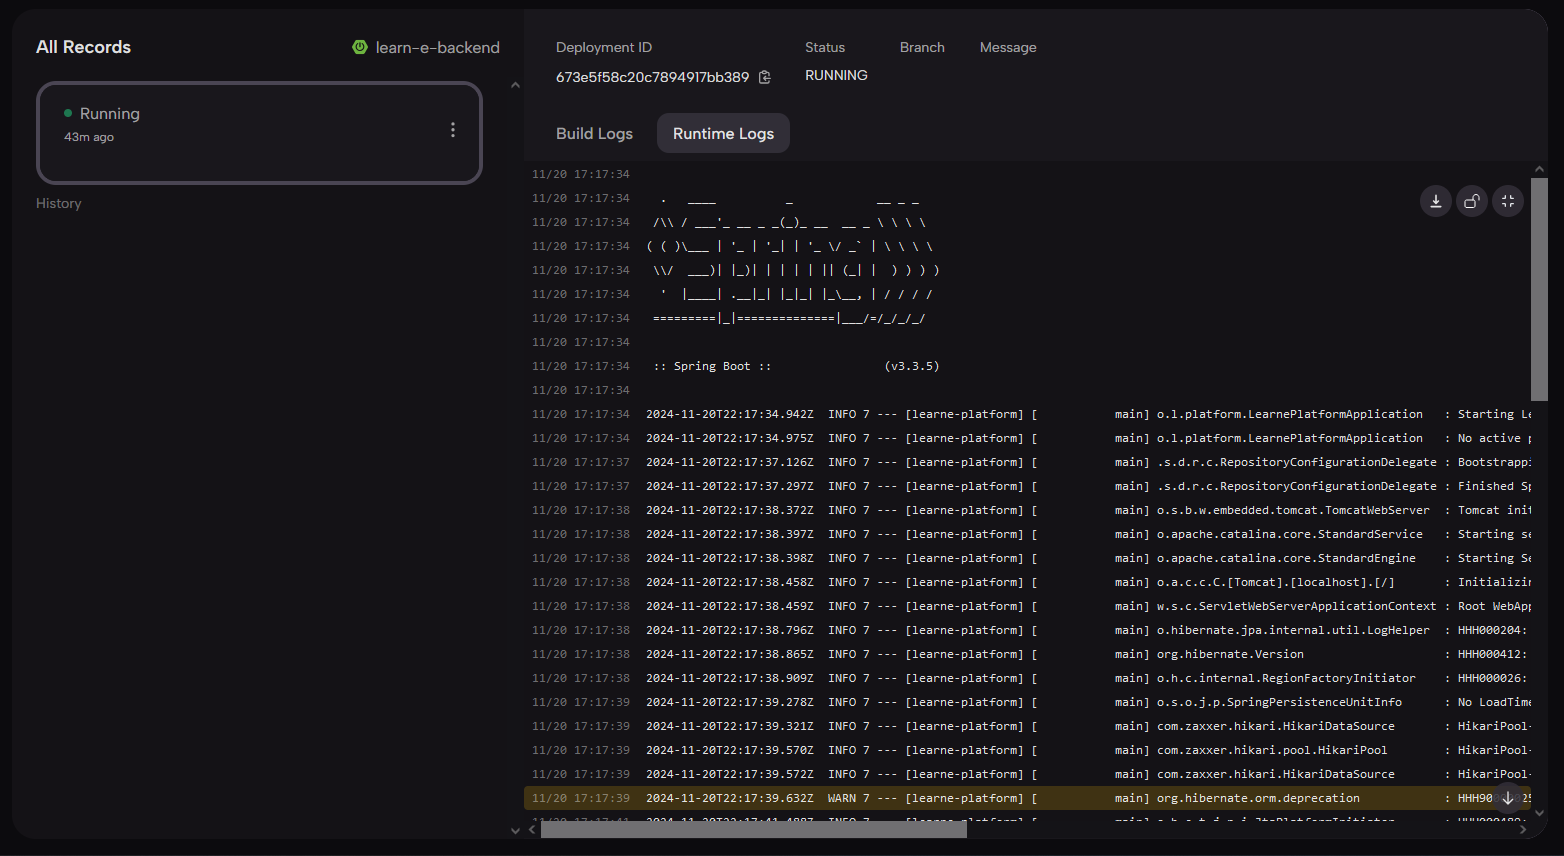 All Records
learn-e-backend
Running
43m ago
History
Deployment ID
Status
Branch
Message
673e5f58c20c7894917bb389
RUNNING
Build Logs
Runtime Logs
11/20 17:17:34
11/20 17:17:34   .   ____          _            __ _ _
11/20 17:17:34  /\\ / ___'_ __ _ _(_)_ __  __ _ \ \ \ \
11/20 17:17:34 ( ( )\___ | '_ | '_| | '_ \/ _` | \ \ \ \
11/20 17:17:34  \\/  ___)| |_)| | | | | || (_| |  ) ) ) )
11/20 17:17:34   '  |____| .__|_| |_|_| |_\__, | / / / /
11/20 17:17:34  =========|_|==============|___/=/_/_/_/
11/20 17:17:34
11/20 17:17:34  :: Spring Boot ::                (v3.3.5)
11/20 17:17:34
11/20 17:17:34 2024-11-20T22:17:34.942Z  INFO 7 --- [learne-platform] [           main] o.l.platform.LearnePlatformApplication   : Starting Le
11/20 17:17:34 2024-11-20T22:17:34.975Z  INFO 7 --- [learne-platform] [           main] o.l.platform.LearnePlatformApplication   : No active p
11/20 17:17:37 2024-11-20T22:17:37.126Z  INFO 7 --- [learne-platform] [           main] .s.d.r.c.RepositoryConfigurationDelegate : Bootstrappi
11/20 17:17:37 2024-11-20T22:17:37.297Z  INFO 7 --- [learne-platform] [           main] .s.d.r.c.RepositoryConfigurationDelegate : Finished Sp
11/20 17:17:38 2024-11-20T22:17:38.372Z  INFO 7 --- [learne-platform] [           main] o.s.b.w.embedded.tomcat.TomcatWebServer  : Tomcat init
11/20 17:17:38 2024-11-20T22:17:38.397Z  INFO 7 --- [learne-platform] [           main] o.apache.catalina.core.StandardService   : Starting se
11/20 17:17:38 2024-11-20T22:17:38.398Z  INFO 7 --- [learne-platform] [           main] o.apache.catalina.core.StandardEngine    : Starting Se
11/20 17:17:38 2024-11-20T22:17:38.458Z  INFO 7 --- [learne-platform] [           main] o.a.c.c.C.[Tomcat].[localhost].[/]       : Initializin
11/20 17:17:38 2024-11-20T22:17:38.459Z  INFO 7 --- [learne-platform] [           main] w.s.c.ServletWebServerApplicationContext : Root WebApp
11/20 17:17:38 2024-11-20T22:17:38.796Z  INFO 7 --- [learne-platform] [           main] o.hibernate.jpa.internal.util.LogHelper  : HHH000204:
11/20 17:17:38 2024-11-20T22:17:38.865Z  INFO 7 --- [learne-platform] [           main] org.hibernate.Version                    : HHH000412:
11/20 17:17:38 2024-11-20T22:17:38.909Z  INFO 7 --- [learne-platform] [           main] o.h.c.internal.RegionFactoryInitiator    : HHH000026:
11/20 17:17:39 2024-11-20T22:17:39.278Z  INFO 7 --- [learne-platform] [           main] o.s.o.j.p.SpringPersistenceUnitInfo      : No LoadTime
11/20 17:17:39 2024-11-20T22:17:39.321Z  INFO 7 --- [learne-platform] [           main] com.zaxxer.hikari.HikariDataSource       : HikariPool-
11/20 17:17:39 2024-11-20T22:17:39.570Z  INFO 7 --- [learne-platform] [           main] com.zaxxer.hikari.pool.HikariPool        : HikariPool-
11/20 17:17:39 2024-11-20T22:17:39.572Z  INFO 7 --- [learne-platform] [           main] com.zaxxer.hikari.HikariDataSource       : HikariPool-
11/20 17:17:39 2024-11-20T22:17:39.632Z  WARN 7 --- [learne-platform] [           main] org.hibernate.orm.deprecation            :